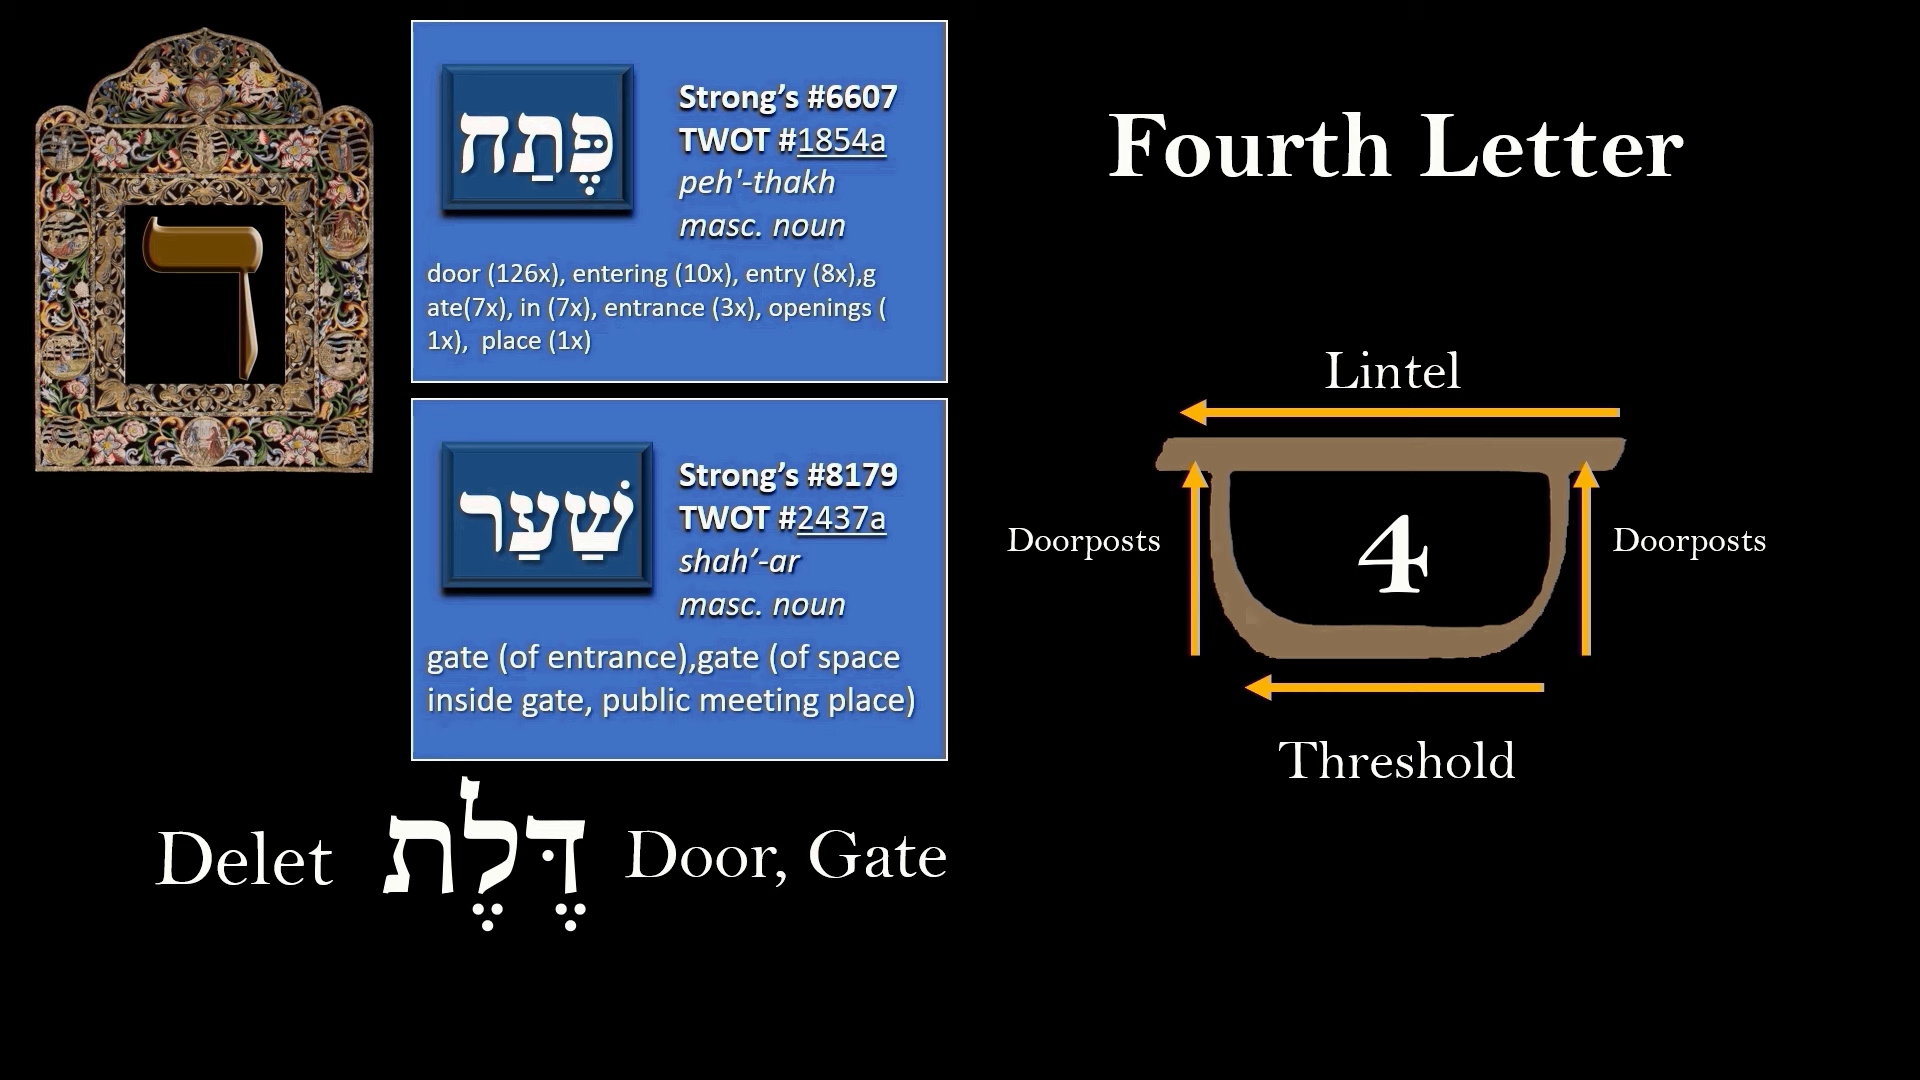 ד
פֶּתַח
Strong’s #6607
TWOT #1854a
peh'-thakh
masc. noun
door (126x), entering (10x), entry (8x),g
ate(7x), in (7x), entrance (3x), openings (
1x), place (1x)
שַׁעַר
Strong’s #8179
TWOT #2437a
shah’-ar
masc. noun
gate (of entrance),gate (of space
inside gate, public meeting place)
Delet דֶּלֶת Door, Gate
Fourth Letter
Lintel
Doorposts 4 Doorposts
Threshold